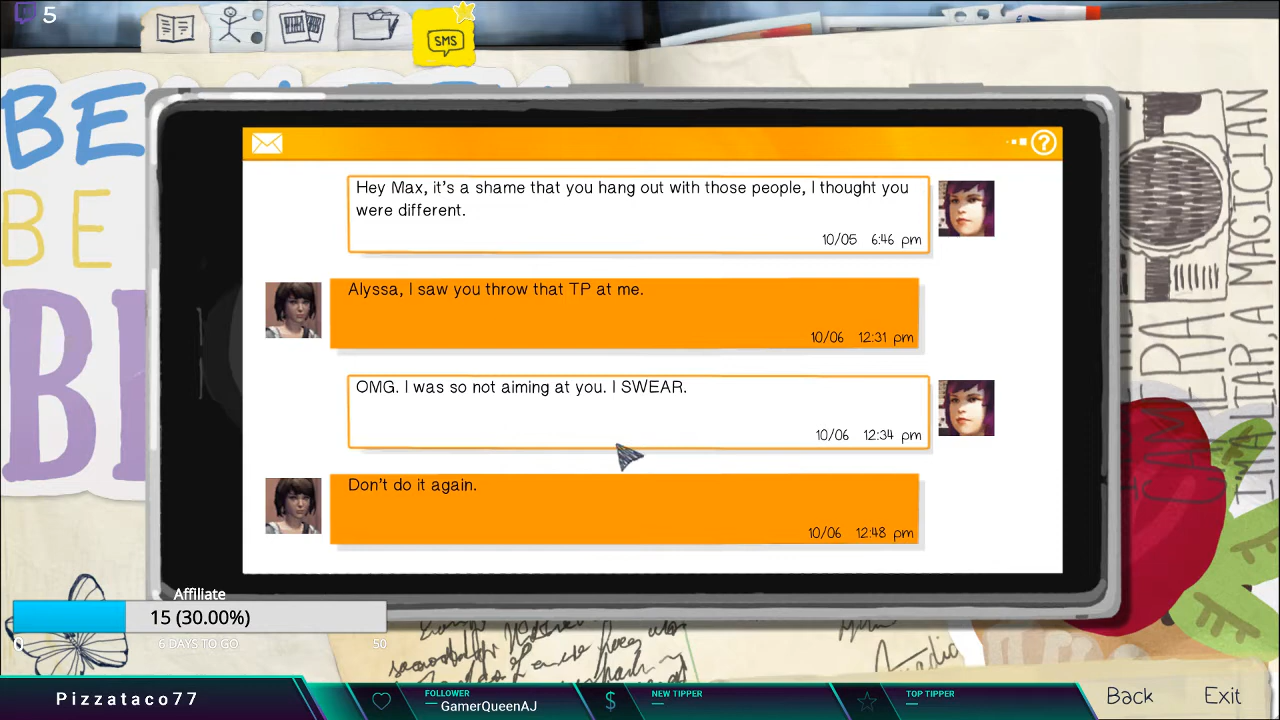 5
SMS
BE
BE
B
Hey Max, it's a shame that you hang out with those people, I thought you
were different.
10/05 6:46 pm
Alyssa, I saw you throw that TP at me.
10/06 12:31 pm
OMG. I was so not aiming at you. I SWEAR.
10/06 12:34 pm
Don't do it again.
10/06 12:48 pm
?
CAMERA
MAGICIAN
Affiliate
15 (30.00%)
0
6 DAYS TO GO
50
Pizzataco77
FOLLOWER
GamerQueenAJ
$
NEW TIPPER
TOP TIPPER
Back
Exit